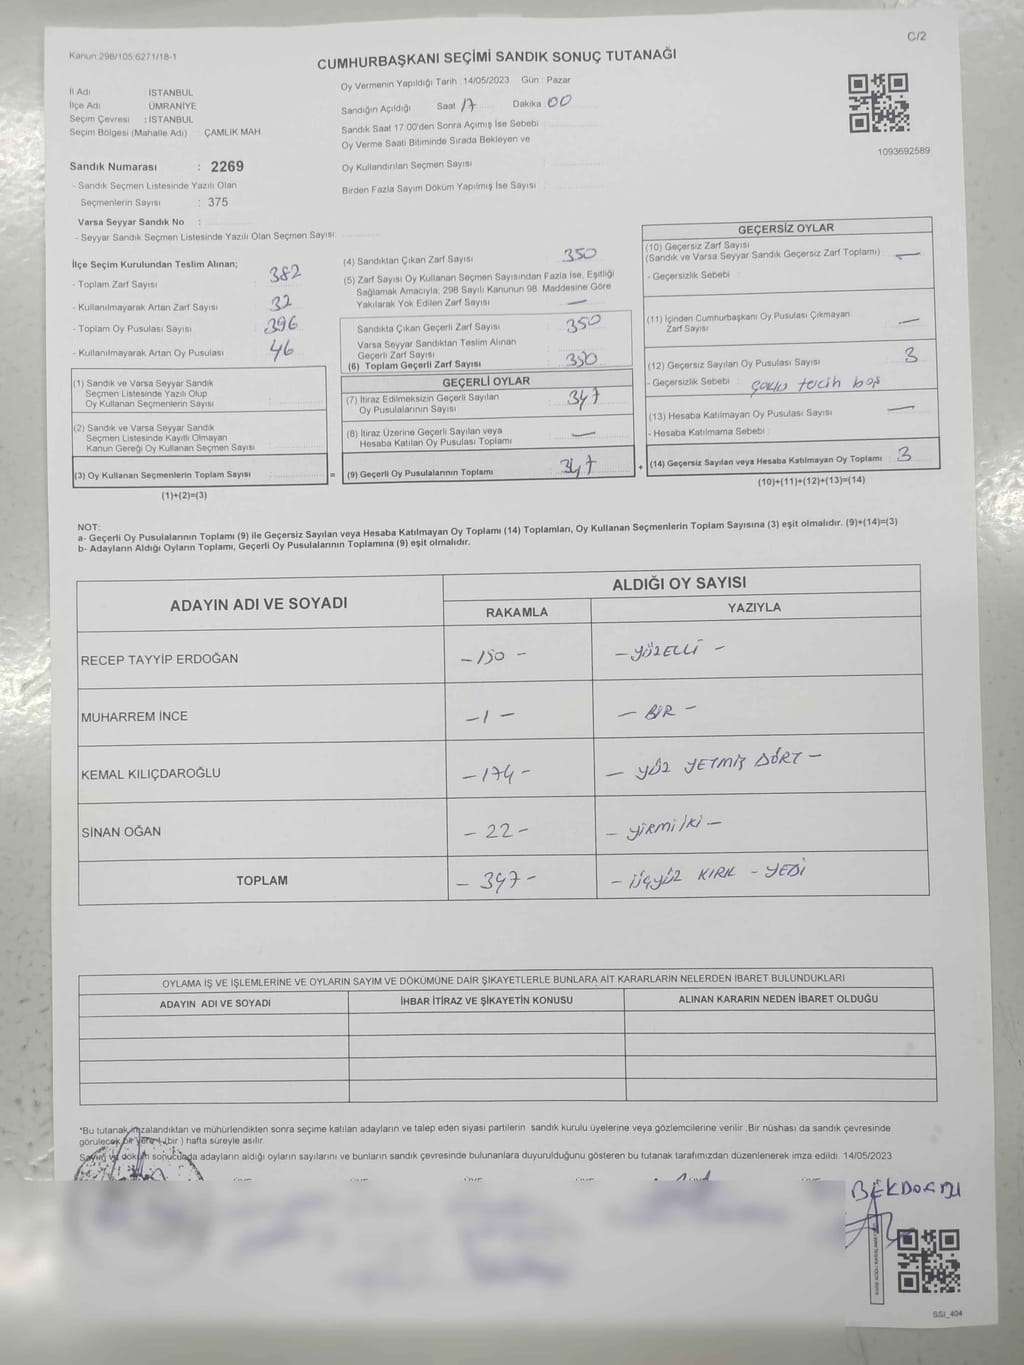 Kanun.298/105.6271/18-1
C/2
CUMHURBAŞKANI SEÇİMİ SANDIK SONUÇ TUTANAĞI
İl Adı İSTANBUL
İlçe Adı ÜMRANİYE
Seçim Çevresi : İSTANBUL
Seçim Bölgesi (Mahalle Adı) : ÇAMLIK MAH.
Sandık Numarası : 2269
- Sandık Seçmen Listesinde Yazılı Olan
Seçmenlerin Sayısı : 375
Varsa Seyyar Sandık No :
- Seyyar Sandık Seçmen Listesinde Yazılı Olan Seçmen Sayısı:
Oy Vermenin Yapıldığı Tarih :14/05/2023 Gün : Pazar
Sandığın Açıldığı Saat 17 Dakika 00
Sandık Saat 17:00'den Sonra Açımış İse Sebebi :
Oy Verme Saati Bitiminde Sırada Bekleyen ve
Oy Kullandırılan Seçmen Sayısı :
Birden Fazla Sayım Döküm Yapılmış İse Sayısı :
1093692589
İlçe Seçim Kurulundan Teslim Alınan;
- Toplam Zarf Sayısı : 382
- Kullanılmayarak Artan Zarf Sayısı : 32
- Toplam Oy Pusulası Sayısı : 396
- Kullanılmayarak Artan Oy Pusulası : 46
(1) Sandık ve Varsa Seyyar Sandık
Seçmen Listesinde Yazılı Olup
Oy Kullanan Seçmenlerin Sayısı :
(2) Sandık ve Varsa Seyyar Sandık
Seçmen Listesinde Kayıtlı Olmayan
Kanun Gereği Oy Kullanan Seçmen Sayısı :
(3) Oy Kullanan Seçmenlerin Toplam Sayısı : =
(1)+(2)=(3)
(4) Sandıktan Çıkan Zarf Sayısı : 350
(5) Zarf Sayısı Oy Kullanan Seçmen Sayısından Fazla İse, Eşitliği
Sağlamak Amacıyla, 298 Sayılı Kanunun 98. Maddesine Göre
Yakılarak Yok Edilen Zarf Sayısı : —
Sandıkta Çıkan Geçerli Zarf Sayısı : 350
Varsa Seyyar Sandıktan Teslim Alınan
Geçerli Zarf Sayısı :
(6) Toplam Geçerli Zarf Sayısı : 350
GEÇERLİ OYLAR
(7) İtiraz Edilmeksizin Geçerli Sayılan
Oy Pusulalarının Sayısı : 347
(8) İtiraz Üzerine Geçerli Sayılan veya
Hesaba Katılan Oy Pusulası Toplamı : —
(9) Geçerli Oy Pusulalarının Toplamı : 347 +
GEÇERSİZ OYLAR
(10) Geçersiz Zarf Sayısı
(Sandık ve Varsa Seyyar Sandık Geçersiz Zarf Toplamı) : —
- Geçersizlik Sebebi :
(11) İçinden Cumhurbaşkanı Oy Pusulası Çıkmayan
Zarf Sayısı : —
(12) Geçersiz Sayılan Oy Pusulası Sayısı : 3
- Geçersizlik Sebebi : tercih boş
(13) Hesaba Katılmayan Oy Pusulası Sayısı : —
- Hesaba Katılmama Sebebi :
(14) Geçersiz Sayılan veya Hesaba Katılmayan Oy Toplamı : 3
(10)+(11)+(12)+(13)=(14)
NOT:
a- Geçerli Oy Pusulalarının Toplamı (9) ile Geçersiz Sayılan veya Hesaba Katılmayan Oy Toplamı (14) Toplamları, Oy Kullanan Seçmenlerin Toplam Sayısına (3) eşit olmalıdır. (9)+(14)=(3)
b- Adayların Aldığı Oyların Toplamı, Geçerli Oy Pusulalarının Toplamına (9) eşit olmalıdır.
ADAYIN ADI VE SOYADI
ALDIĞI OY SAYISI
RAKAMLA YAZIYLA
RECEP TAYYİP ERDOĞAN -150- -YÜZELLİ-
MUHARREM İNCE -1- -BİR-
KEMAL KILIÇDAROĞLU -174- -YÜZ YETMİŞ DÖRT-
SİNAN OĞAN -22- -YİRMİ İKİ-
TOPLAM -347- -ÜÇYÜZ KIRK-YEDİ
OYLAMA İŞ VE İŞLEMLERİNE VE OYLARIN SAYIM VE DÖKÜMÜNE DAİR ŞİKAYETLERLE BUNLARA AİT KARARLARIN NELERDEN İBARET BULUNDUKLARI
ADAYIN ADI VE SOYADI İHBAR İTİRAZ VE ŞİKAYETİN KONUSU ALINAN KARARIN NEDEN İBARET OLDUĞU
*Bu tutanak imzalandıktan ve mühürlendikten sonra seçime katılan adayların ve talep eden siyasi partilerin sandık kurulu üyelerine veya gözlemcilerine verilir. Bir nüshası da sandık çevresinde
görülecek bir yere 1 (bir) hafta süreyle asılır.
Sayım ve döküm sonucunda adayların aldığı oyların sayılarını ve bunların sandık çevresinde bulunanlara duyurulduğunu gösteren bu tutanak tarafımızdan düzenlenerek imza edildi. 14/05/2023
SSI_404